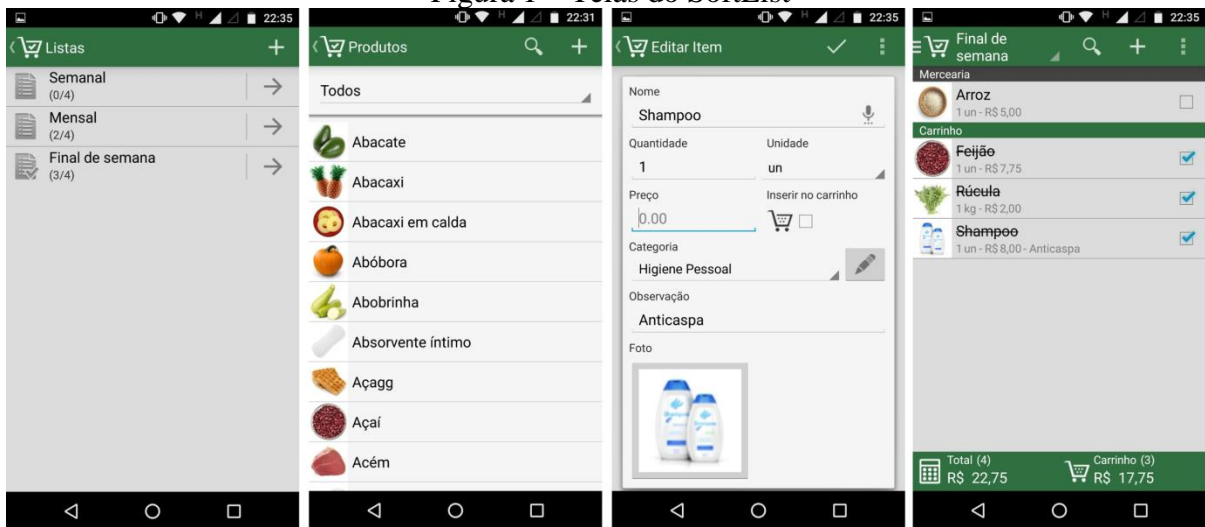 Figura 1 – Telas do SoftList
H 22:35
Listas
Semanal
(0/4)
Mensal
(2/4)
Final de semana
(3/4)
H 22:31
Produtos
Todos
Abacate
Abacaxi
Abacaxi em calda
Abóbora
Abobrinha
Absorvente íntimo
Açagg
Açaí
Acém
H 22:35
Editar Item
Nome
Shampoo
Quantidade Unidade
1 un
Preço Inserir no carrinho
0.00
Categoria
Higiene Pessoal
Observação
Anticaspa
Foto
H 22:35
Final de
semana
Mercearia
Arroz
1 un - R$ 5,00
Carrinho
Feijão
1 un - R$ 7,75
Rúcula
1 kg - R$ 2,00
Shampoo
1 un - R$ 8,00 - Anticaspa
Total (4) Carrinho (3)
R$ 22,75 R$ 17,75